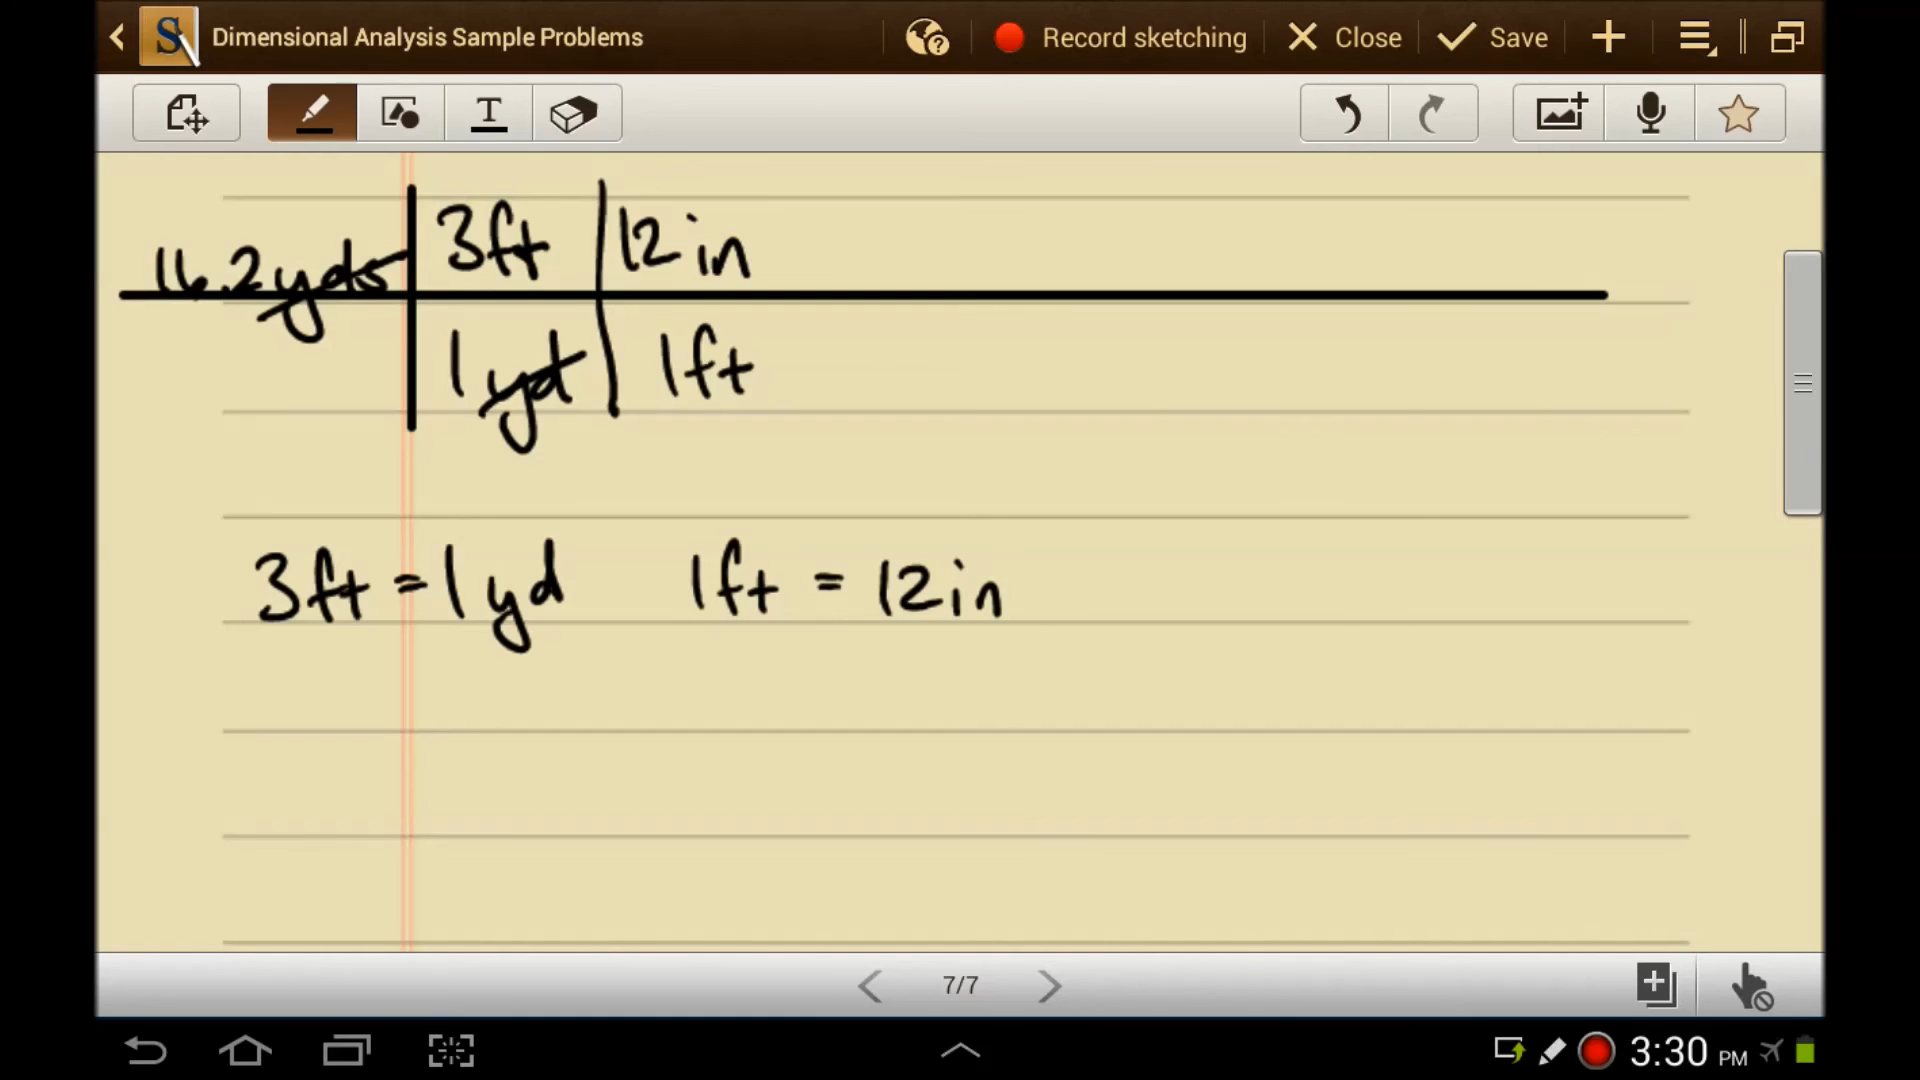 Dimensional Analysis Sample Problems
Record sketching
Close
Save
T
16.2yds 3ft 12in
1yd 1ft
3ft = 1yd 1ft = 12in
7/7
3:30 PM